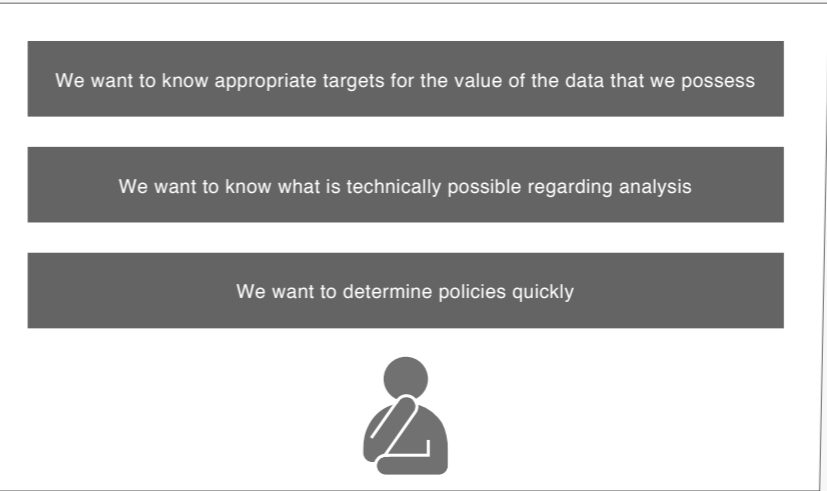 We want to know appropriate targets for the value of the data that we possess
We want to know what is technically possible regarding analysis
We want to determine policies quickly